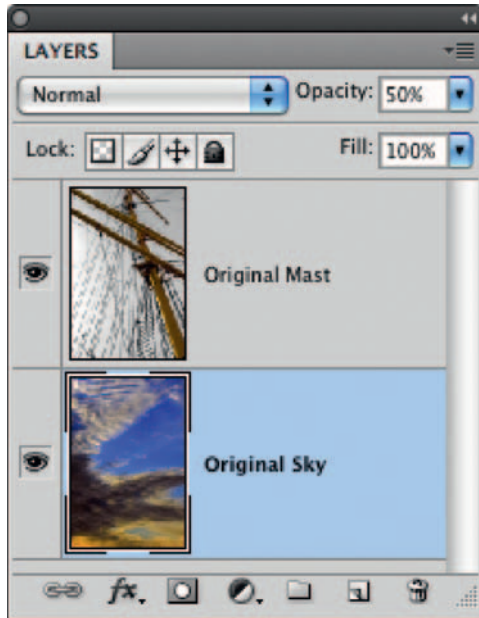 LAYERS
Normal Opacity: 50%
Lock: Fill: 100%
Original Mast
Original Sky
fx.